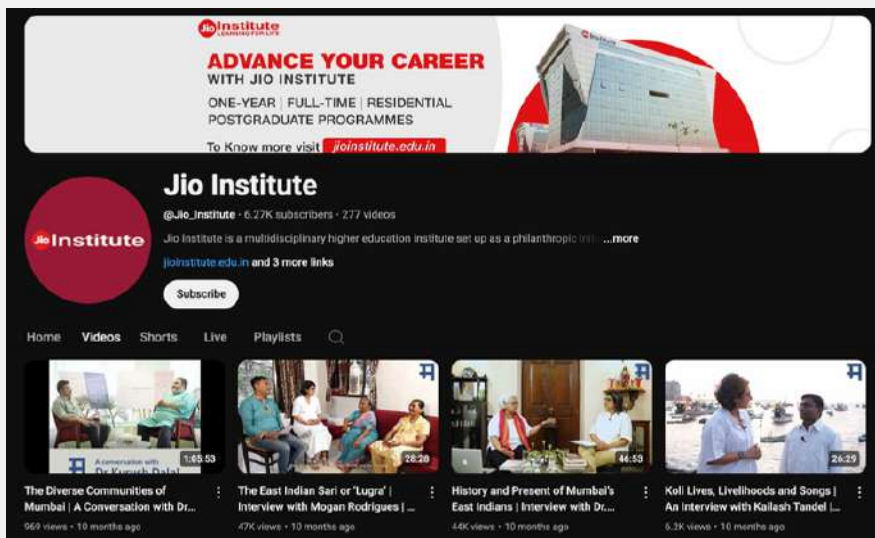 Jio Institute
LEARNING FOR LIFE
ADVANCE YOUR CAREER
WITH JIO INSTITUTE
ONE-YEAR | FULL-TIME | RESIDENTIAL
POSTGRADUATE PROGRAMMES
To Know more visit jioinstitute.edu.in
Jio Institute
Jio Institute
@Jio_Institute · 6.27K subscribers · 277 videos
Jio Institute is a multidisciplinary higher education institute set up as a philanthropic ...more
jioinstitute.edu.in and 3 more links
Subscribe
Home Videos Shorts Live Playlists
A conversation with
Dr Kurush Dalal
1:05:53
28:28
46:53
26:29
The Diverse Communities of
Mumbai | A Conversation with Dr...
969 views · 10 months ago
The East Indian Sari or 'Lugra' |
Interview with Mogan Rodrigues | ...
47K views · 10 months ago
History and Present of Mumbai's
East Indians | Interview with Dr....
44K views · 10 months ago
Koli Lives, Livelihoods and Songs |
An Interview with Kailash Tandel |...
6.2K views · 10 months ago